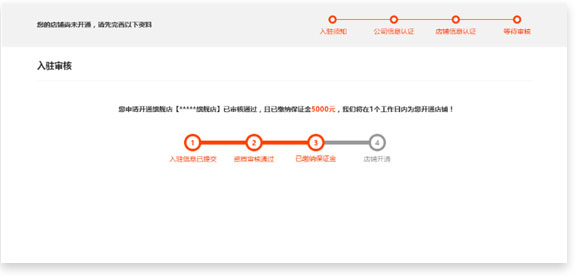 您的店铺尚未开通，请先完善以下资料
入驻须知
公司信息认证
店铺信息认证
等待审核
入驻审核
您申请开通旗舰店【*****旗舰店】已审核通过，且已缴纳保证金5000元，我们将在1个工作日内为您开通店铺！
1
2
3
4
入驻信息已提交
资质审核通过
已缴纳保证金
店铺开通